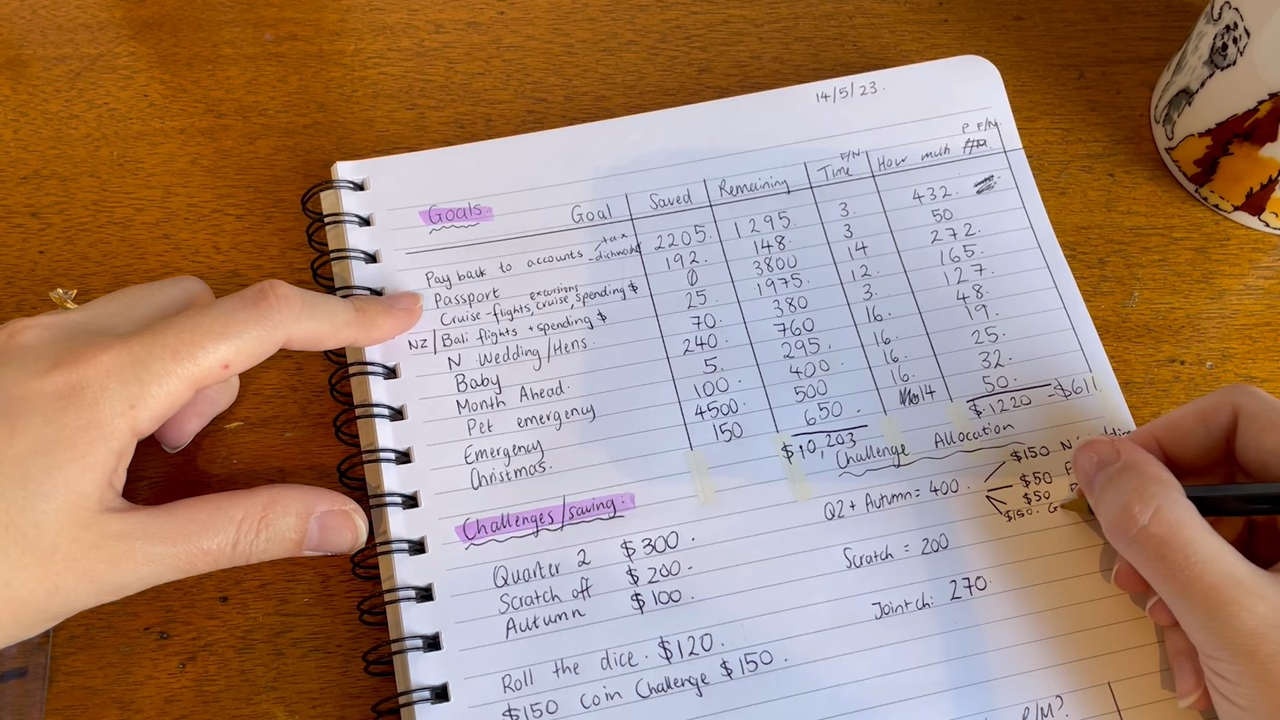 14/5/23.
Goals. Goal Saved Remaining Time F/N How much P F/N
Pay back to accounts - tax - dichwasher 2205. 1295 3. 432.
Passport 192. 148. 3 50
Cruise - flights, excursions cruise, spending $ 0 3800 14 272.
NZ | Bali flights + spending $ 25 1975. 12. 165.
N Wedding/Hens. 70. 380 3. 127.
Baby 240. 760 16. 48.
Month Ahead. 5. 295. 16. 19.
Pet emergency 100. 400. 16. 25.
Emergency 4500. 500 16. 32.
Christmas. 150 650. 14 50.
$10,203 $1220 - $611
Challenge Allocation
Challenges/saving:
Q2 + Autumn = 400. $150 N
$50
$50
$150. G
Quarter 2 $300.
Scratch off $200.
Autumn $100.
Scratch = 200
Joint ch: 270.
Roll the dice. $120.
$150 Coin Challenge $150.
P/M?